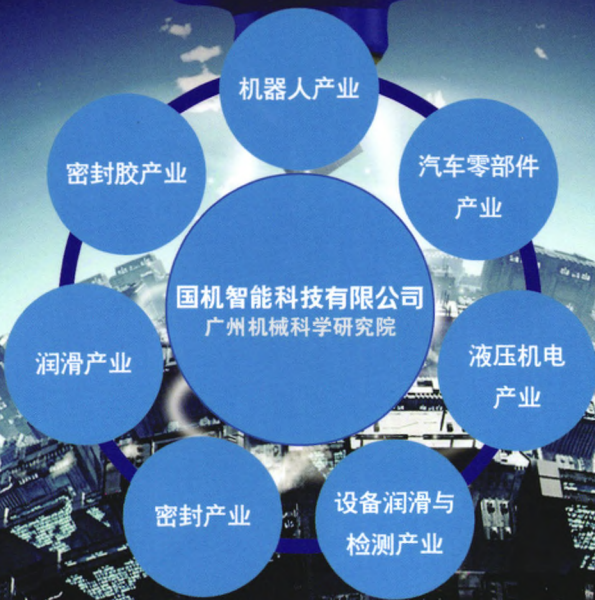 机器人产业
密封胶产业
汽车零部件
产业
国机智能科技有限公司
广州机械科学研究院
润滑产业
液压机电
产业
密封产业
设备润滑与
检测产业